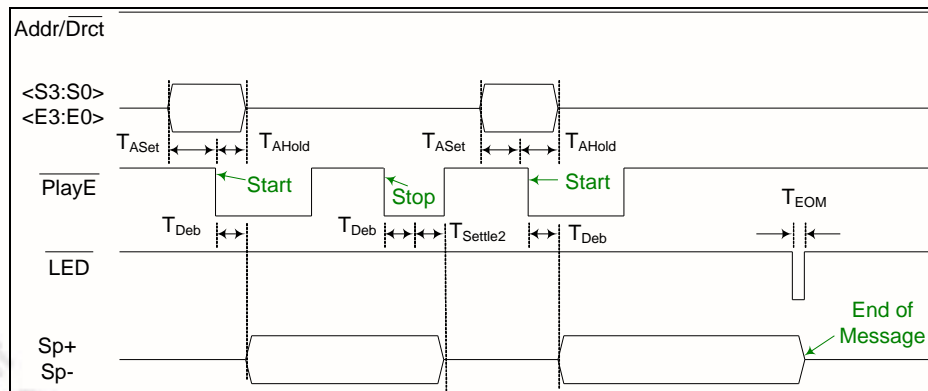 Addr/Drct
<S3:S0>
<E3:E0>
TASet
TAHold
TASet
TAHold
PlayE
Start
Stop
Start
TEOM
TDeb
TDeb
TSettle2
TDeb
LED
End of
Message
Sp+
Sp-